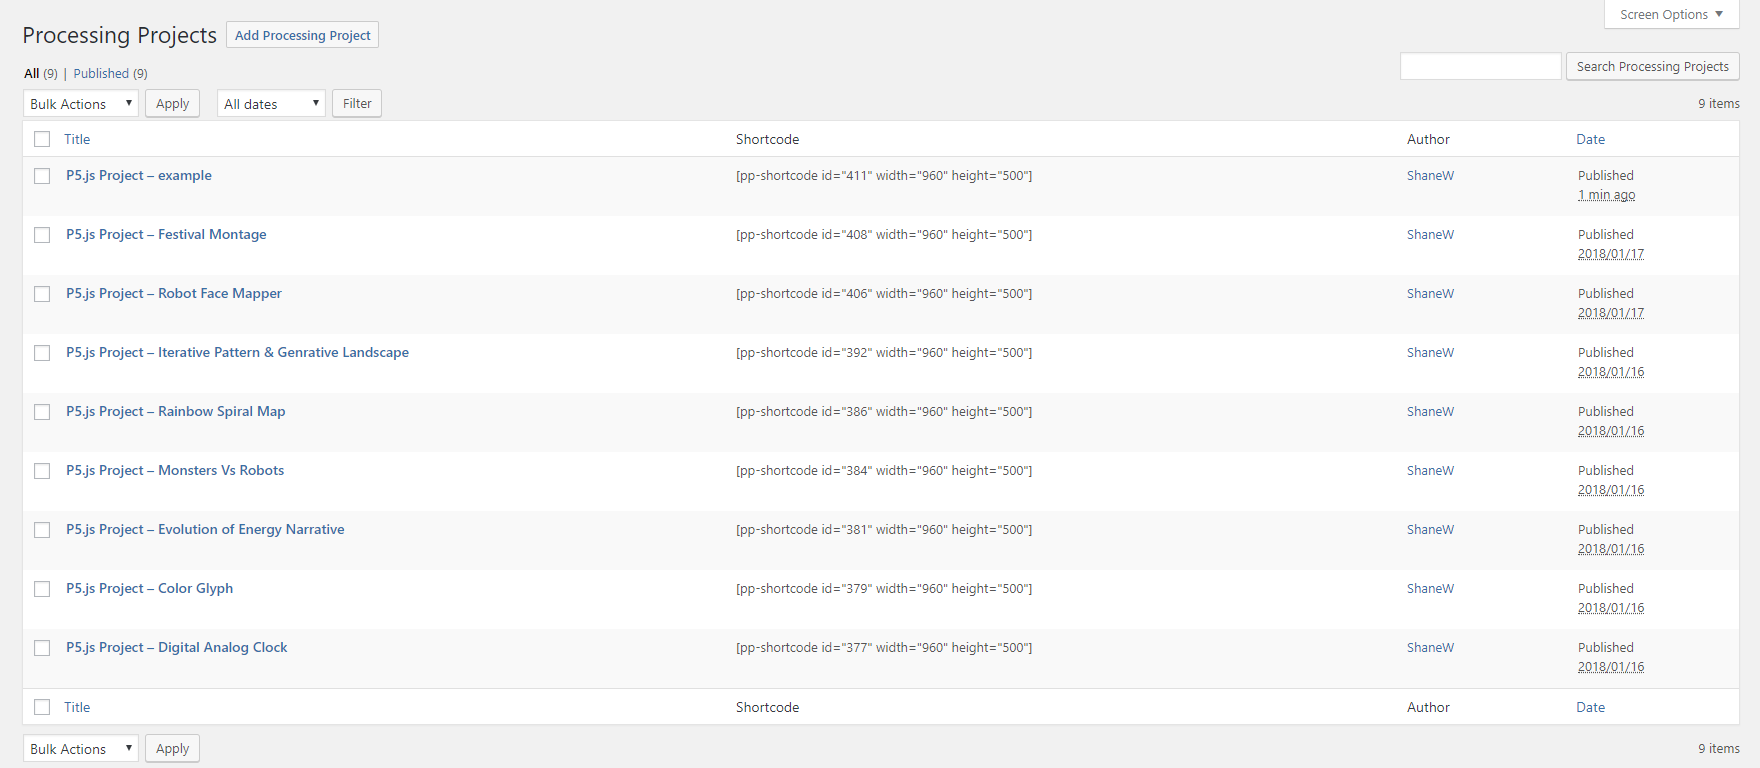 Screen Options ▼
Processing Projects Add Processing Project
All (9) | Published (9)
Search Processing Projects
Bulk Actions Apply All dates Filter 9 items
Title Shortcode Author Date
P5.js Project – example [pp-shortcode id="411" width="960" height="500"] ShaneW Published
1 min ago
P5.js Project – Festival Montage [pp-shortcode id="408" width="960" height="500"] ShaneW Published
2018/01/17
P5.js Project – Robot Face Mapper [pp-shortcode id="406" width="960" height="500"] ShaneW Published
2018/01/17
P5.js Project – Iterative Pattern & Genrative Landscape [pp-shortcode id="392" width="960" height="500"] ShaneW Published
2018/01/16
P5.js Project – Rainbow Spiral Map [pp-shortcode id="386" width="960" height="500"] ShaneW Published
2018/01/16
P5.js Project – Monsters Vs Robots [pp-shortcode id="384" width="960" height="500"] ShaneW Published
2018/01/16
P5.js Project – Evolution of Energy Narrative [pp-shortcode id="381" width="960" height="500"] ShaneW Published
2018/01/16
P5.js Project – Color Glyph [pp-shortcode id="379" width="960" height="500"] ShaneW Published
2018/01/16
P5.js Project – Digital Analog Clock [pp-shortcode id="377" width="960" height="500"] ShaneW Published
2018/01/16
Title Shortcode Author Date
Bulk Actions Apply 9 items